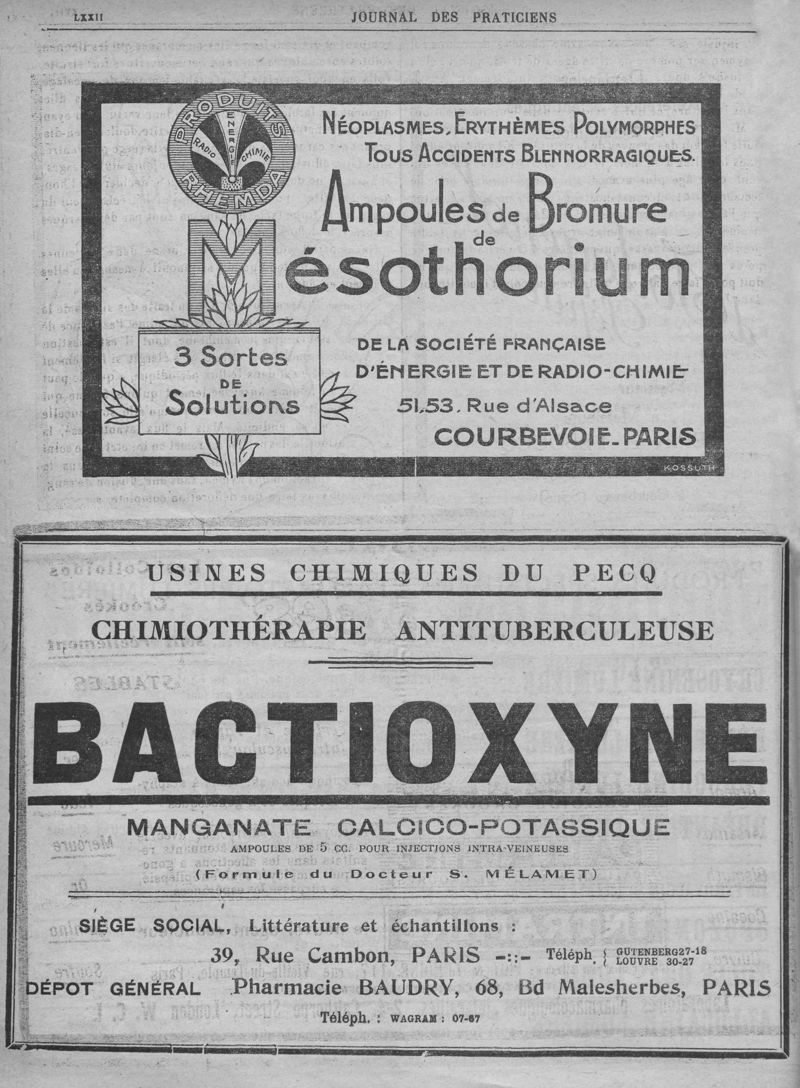 LXXII
JOURNAL DES PRATICIENS
PRODUITS
ENERGIE
RADIO CHIMIE
RHEMDA
NÉOPLASMES, ERYTHÈMES POLYMORPHES
TOUS ACCIDENTS BLENNORRAGIQUES.
Ampoules de Bromure
de
Mésothorium
3 Sortes
DE
Solutions
DE LA SOCIÉTÉ FRANÇAISE
D'ÉNERGIE ET DE RADIO-CHIMIE
51,53, Rue d'Alsace
COURBEVOIE-PARIS
KOSSUTH
USINES CHIMIQUES DU PECQ
CHIMIOTHÉRAPIE ANTITUBERCULEUSE
BACTIOXYNE
MANGANATE CALCICO-POTASSIQUE
AMPOULES DE 5 CC. POUR INJECTIONS INTRA-VEINEUSES
(Formule du Docteur S. MÉLAMET)
SIÈGE SOCIAL, Littérature et échantillons :
39, Rue Cambon, PARIS -::- Téléph. { GUTENBERG 27-18
LOUVRE 30-27
DÉPOT GÉNÉRAL Pharmacie BAUDRY, 68, Bd Malesherbes, PARIS
Téléph. : WAGRAM : 07-67